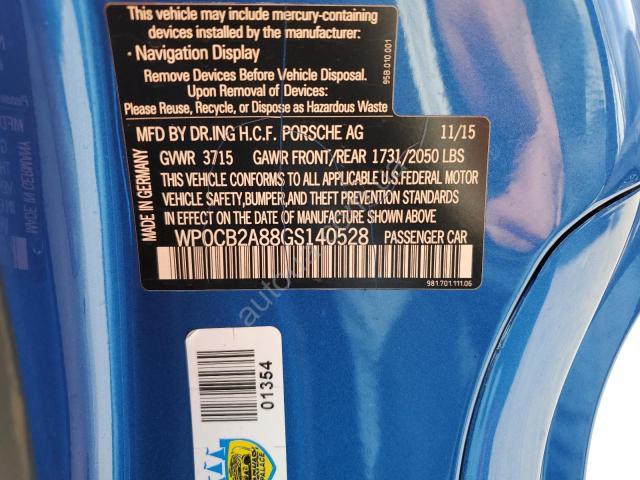 This vehicle may include mercury-containing
devices installed by the manufacturer:
• Navigation Display
Remove Devices Before Vehicle Disposal.
Upon Removal of Devices:
Please Reuse, Recycle, or Dispose as Hazardous Waste
95B.010.001
MFD BY DR.ING H.C.F. PORSCHE AG 11/15
GVWR 3715 GAWR FRONT/REAR 1731/2050 LBS
THIS VEHICLE CONFORMS TO ALL APPLICABLE U.S.FEDERAL MOTOR
VEHICLE SAFETY,BUMPER,AND THEFT PREVENTION STANDARDS
IN EFFECT ON THE DATE OF MANUFACTURE SHOWN ABOVE.
WP0CB2A88GS140528 PASSENGER CAR
MADE IN GERMANY
981.701.111.06
01354